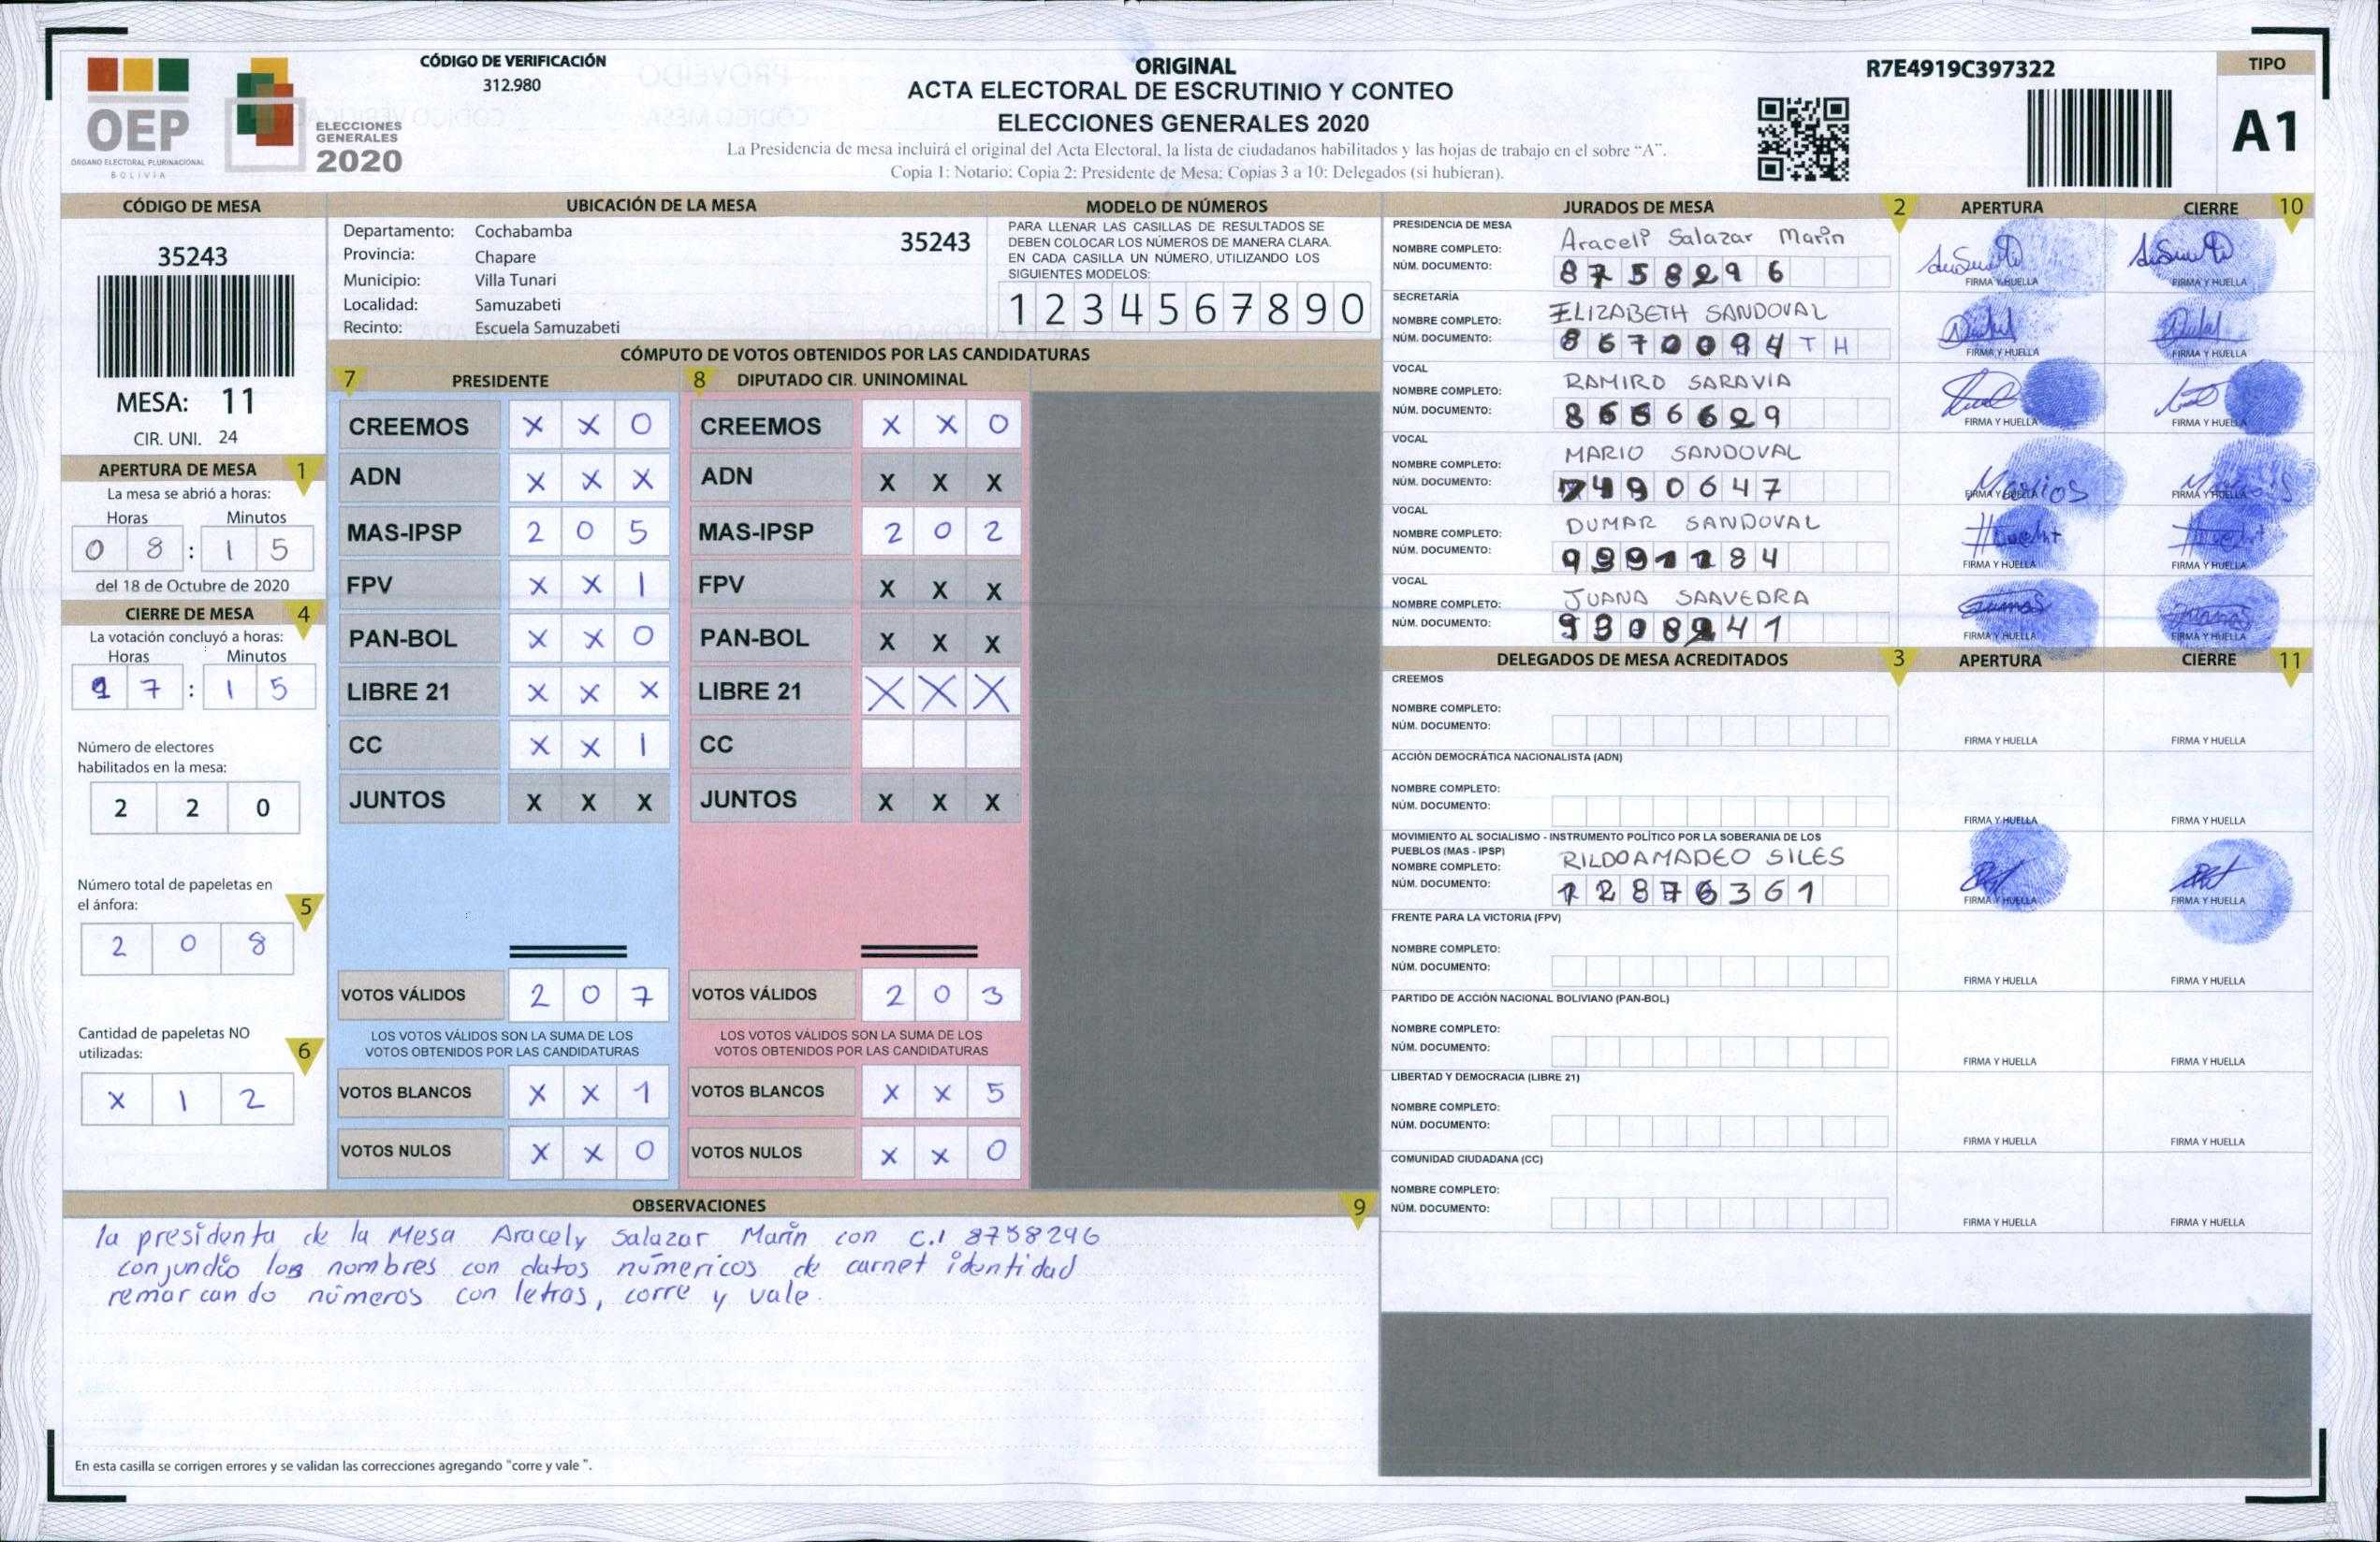 CÓDIGO DE VERIFICACIÓN
312.980
OEP
ÓRGANO ELECTORAL PLURINACIONAL
BOLIVIA
ELECCIONES
GENERALES
2020
ORIGINAL
ACTA ELECTORAL DE ESCRUTINIO Y CONTEO
ELECCIONES GENERALES 2020
La Presidencia de mesa incluirá el original del Acta Electoral, la lista de ciudadanos habilitados y las hojas de trabajo en el sobre “A”.
Copia 1: Notario; Copia 2: Presidente de Mesa; Copias 3 a 10: Delegados (si hubieran).
R7E4919C397322
TIPO
A1
CÓDIGO DE MESA
35243
MESA: 11
CIR. UNI. 24
APERTURA DE MESA 1
La mesa se abrió a horas:
Horas Minutos
0 8 : 1 5
del 18 de Octubre de 2020
CIERRE DE MESA 4
La votación concluyó a horas:
Horas Minutos
1 7 : 1 5
Número de electores
habilitados en la mesa:
2 2 0
Número total de papeletas en
el ánfora: 5
2 0 8
Cantidad de papeletas NO
utilizadas: 6
X 1 2
UBICACIÓN DE LA MESA
Departamento: Cochabamba
35243
Provincia: Chapare
Municipio: Villa Tunari
Localidad: Samuzabeti
Recinto: Escuela Samuzabeti
MODELO DE NÚMEROS
PARA LLENAR LAS CASILLAS DE RESULTADOS SE
DEBEN COLOCAR LOS NÚMEROS DE MANERA CLARA.
EN CADA CASILLA UN NÚMERO, UTILIZANDO LOS
SIGUIENTES MODELOS:
1 2 3 4 5 6 7 8 9 0
CÓMPUTO DE VOTOS OBTENIDOS POR LAS CANDIDATURAS
7 PRESIDENTE
CREEMOS X X 0
ADN X X X
MAS-IPSP 2 0 5
FPV X X 1
PAN-BOL X X 0
LIBRE 21 X X X
CC X X 1
JUNTOS X X X
VOTOS VÁLIDOS 2 0 7
LOS VOTOS VÁLIDOS SON LA SUMA DE LOS
VOTOS OBTENIDOS POR LAS CANDIDATURAS
VOTOS BLANCOS X X 1
VOTOS NULOS X X 0
8 DIPUTADO CIR. UNINOMINAL
CREEMOS X X 0
ADN X X X
MAS-IPSP 2 0 2
FPV X X X
PAN-BOL X X X
LIBRE 21 X X X
CC
JUNTOS X X X
VOTOS VÁLIDOS 2 0 3
LOS VOTOS VÁLIDOS SON LA SUMA DE LOS
VOTOS OBTENIDOS POR LAS CANDIDATURAS
VOTOS BLANCOS X X 5
VOTOS NULOS X X 0
OBSERVACIONES 9
la presidenta de la Mesa Aracely Salazar Marín con c.i 8758296
conjundio los nombres con datos númericos de carnet identidad
remarcando números con letras, corre y vale.
En esta casilla se corrigen errores y se validan las correcciones agregando “corre y vale ”.
JURADOS DE MESA 2 APERTURA CIERRE 10
PRESIDENCIA DE MESA
NOMBRE COMPLETO: Araceli Salazar Marin
NÚM. DOCUMENTO: 8758296
FIRMA Y HUELLA FIRMA Y HUELLA
SECRETARÍA
NOMBRE COMPLETO: ELIZABETH SANDOVAL
NÚM. DOCUMENTO: 8670094TH
FIRMA Y HUELLA FIRMA Y HUELLA
VOCAL
NOMBRE COMPLETO: RAMIRO SARAVIA
NÚM. DOCUMENTO: 8666629
FIRMA Y HUELLA FIRMA Y HUELLA
VOCAL
NOMBRE COMPLETO: MARIO SANDOVAL
NÚM. DOCUMENTO: 7490647
FIRMA Y HUELLA FIRMA Y HUELLA
VOCAL
NOMBRE COMPLETO: DUMAR SANDOVAL
NÚM. DOCUMENTO: 9991184
FIRMA Y HUELLA FIRMA Y HUELLA
VOCAL
NOMBRE COMPLETO: JUANA SAAVEDRA
NÚM. DOCUMENTO:
FIRMA Y HUELLA FIRMA Y HUELLA
DELEGADOS DE MESA ACREDITADOS 3 APERTURA CIERRE 11
CREEMOS
NOMBRE COMPLETO:
NÚM. DOCUMENTO:
FIRMA Y HUELLA FIRMA Y HUELLA
ACCIÓN DEMOCRÁTICA NACIONALISTA (ADN)
NOMBRE COMPLETO:
NÚM. DOCUMENTO:
FIRMA Y HUELLA FIRMA Y HUELLA
MOVIMIENTO AL SOCIALISMO - INSTRUMENTO POLÍTICO POR LA SOBERANIA DE LOS
PUEBLOS (MAS - IPSP)
NOMBRE COMPLETO: RILDOAMADEO SILES
NÚM. DOCUMENTO: 12876361
FIRMA Y HUELLA FIRMA Y HUELLA
FRENTE PARA LA VICTORIA (FPV)
NOMBRE COMPLETO:
NÚM. DOCUMENTO:
FIRMA Y HUELLA FIRMA Y HUELLA
PARTIDO DE ACCIÓN NACIONAL BOLIVIANO (PAN-BOL)
NOMBRE COMPLETO:
NÚM. DOCUMENTO:
FIRMA Y HUELLA FIRMA Y HUELLA
LIBERTAD Y DEMOCRACIA (LIBRE 21)
NOMBRE COMPLETO:
NÚM. DOCUMENTO:
FIRMA Y HUELLA FIRMA Y HUELLA
COMUNIDAD CIUDADANA (CC)
NOMBRE COMPLETO:
NÚM. DOCUMENTO:
FIRMA Y HUELLA FIRMA Y HUELLA